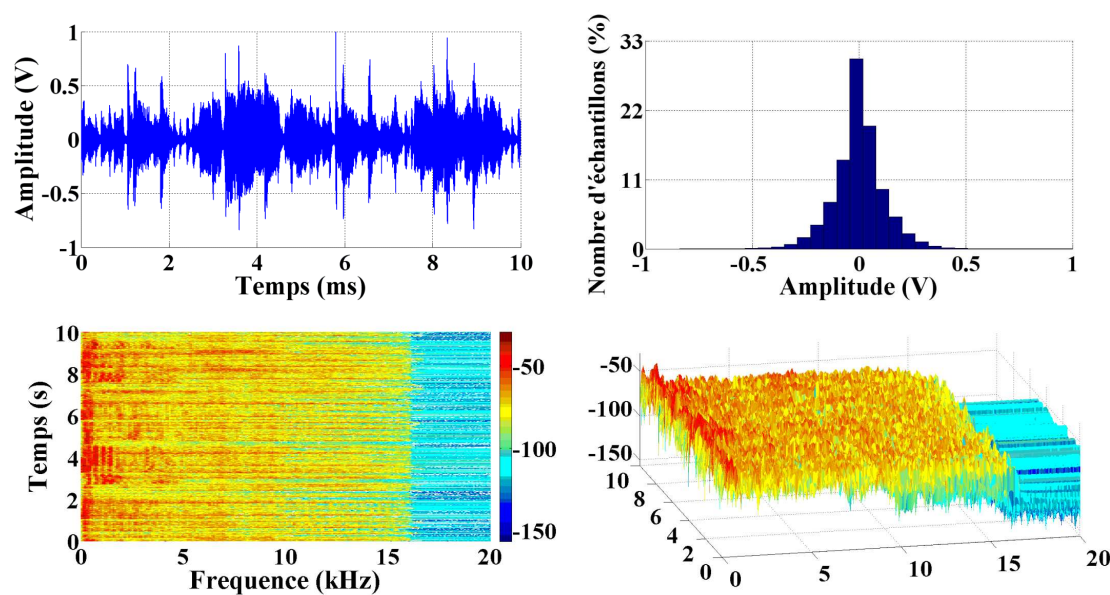 Amplitude (V)
1
0.5
0
-0.5
-1
0 2 4 6 8 10
Temps (ms)
Nombre d'échantillons (%)
33
22
11
0
-1 -0.5 0 0.5 1
Amplitude (V)
Temps (s)
10
8
6
4
2
0
0 5 10 15 20
Frequence (kHz)
-50
-100
-150
-50
-100
-150
10
8
6
4
2
0
0 5 10 15 20